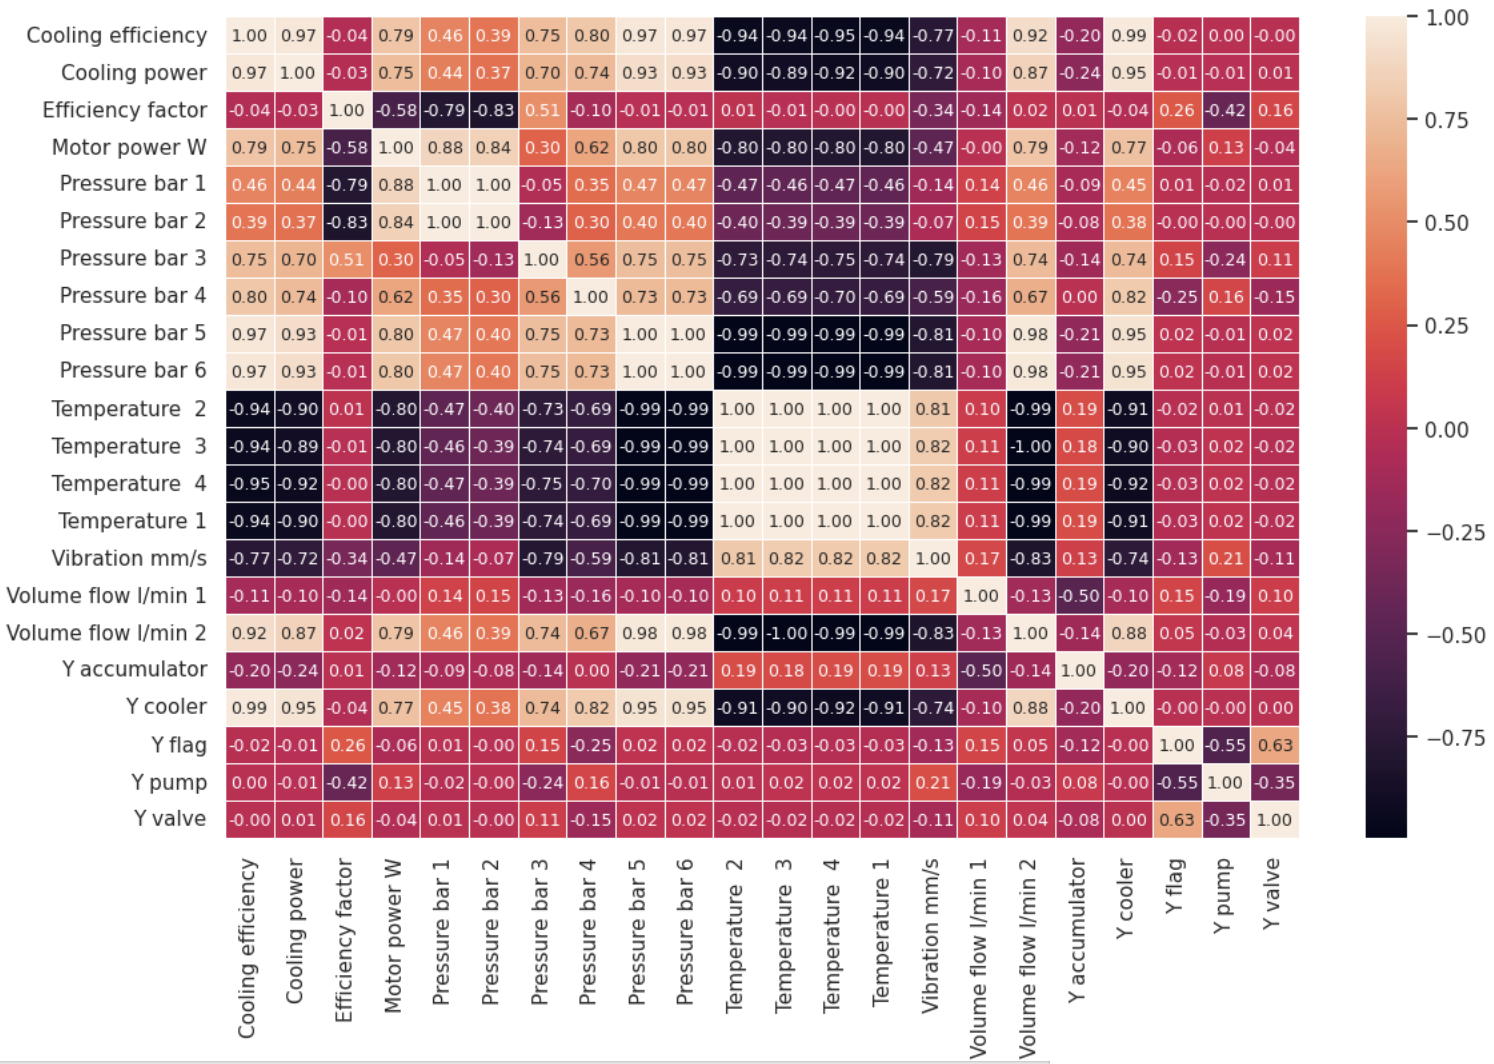 Cooling efficiency 1.00 0.97 -0.04 0.79 0.46 0.39 0.75 0.80 0.97 0.97 -0.94 -0.94 -0.95 -0.94 -0.77 -0.11 0.92 -0.20 0.99 -0.02 0.00 -0.00
Cooling power 0.97 1.00 -0.03 0.75 0.44 0.37 0.70 0.74 0.93 0.93 -0.90 -0.89 -0.92 -0.90 -0.72 -0.10 0.87 -0.24 0.95 -0.01 -0.01 0.01
Efficiency factor -0.04 -0.03 1.00 -0.58 -0.79 -0.83 0.51 -0.10 -0.01 -0.01 0.01 -0.01 -0.00 -0.00 -0.34 -0.14 0.02 0.01 -0.04 0.26 -0.42 0.16
Motor power W 0.79 0.75 -0.58 1.00 0.88 0.84 0.30 0.62 0.80 0.80 -0.80 -0.80 -0.80 -0.80 -0.47 -0.00 0.79 -0.12 0.77 -0.06 0.13 -0.04
Pressure bar 1 0.46 0.44 -0.79 0.88 1.00 1.00 -0.05 0.35 0.47 0.47 -0.47 -0.46 -0.47 -0.46 -0.14 0.14 0.46 -0.09 0.45 0.01 -0.02 0.01
Pressure bar 2 0.39 0.37 -0.83 0.84 1.00 1.00 -0.13 0.30 0.40 0.40 -0.40 -0.39 -0.39 -0.39 -0.07 0.15 0.39 -0.08 0.38 -0.00 -0.00 -0.00
Pressure bar 3 0.75 0.70 0.51 0.30 -0.05 -0.13 1.00 0.56 0.75 0.75 -0.73 -0.74 -0.75 -0.74 -0.79 -0.13 0.74 -0.14 0.74 0.15 -0.24 0.11
Pressure bar 4 0.80 0.74 -0.10 0.62 0.35 0.30 0.56 1.00 0.73 0.73 -0.69 -0.69 -0.70 -0.69 -0.59 -0.16 0.67 0.00 0.82 -0.25 0.16 -0.15
Pressure bar 5 0.97 0.93 -0.01 0.80 0.47 0.40 0.75 0.73 1.00 1.00 -0.99 -0.99 -0.99 -0.99 -0.81 -0.10 0.98 -0.21 0.95 0.02 -0.01 0.02
Pressure bar 6 0.97 0.93 -0.01 0.80 0.47 0.40 0.75 0.73 1.00 1.00 -0.99 -0.99 -0.99 -0.99 -0.81 -0.10 0.98 -0.21 0.95 0.02 -0.01 0.02
Temperature 2 -0.94 -0.90 0.01 -0.80 -0.47 -0.40 -0.73 -0.69 -0.99 -0.99 1.00 1.00 1.00 1.00 0.81 0.10 -0.99 0.19 -0.91 -0.02 0.01 -0.02
Temperature 3 -0.94 -0.89 -0.01 -0.80 -0.46 -0.39 -0.74 -0.69 -0.99 -0.99 1.00 1.00 1.00 1.00 0.82 0.11 -1.00 0.18 -0.90 -0.03 0.02 -0.02
Temperature 4 -0.95 -0.92 -0.00 -0.80 -0.47 -0.39 -0.75 -0.70 -0.99 -0.99 1.00 1.00 1.00 1.00 0.82 0.11 -0.99 0.19 -0.92 -0.03 0.02 -0.02
Temperature 1 -0.94 -0.90 -0.00 -0.80 -0.46 -0.39 -0.74 -0.69 -0.99 -0.99 1.00 1.00 1.00 1.00 0.82 0.11 -0.99 0.19 -0.91 -0.03 0.02 -0.02
Vibration mm/s -0.77 -0.72 -0.34 -0.47 -0.14 -0.07 -0.79 -0.59 -0.81 -0.81 0.81 0.82 0.82 0.82 1.00 0.17 -0.83 0.13 -0.74 -0.13 0.21 -0.11
Volume flow l/min 1 -0.11 -0.10 -0.14 -0.00 0.14 0.15 -0.13 -0.16 -0.10 -0.10 0.10 0.11 0.11 0.11 0.17 1.00 -0.13 -0.50 -0.10 0.15 -0.19 0.10
Volume flow l/min 2 0.92 0.87 0.02 0.79 0.46 0.39 0.74 0.67 0.98 0.98 -0.99 -1.00 -0.99 -0.99 -0.83 -0.13 1.00 -0.14 0.88 0.05 -0.03 0.04
Y accumulator -0.20 -0.24 0.01 -0.12 -0.09 -0.08 -0.14 0.00 -0.21 -0.21 0.19 0.18 0.19 0.19 0.13 -0.50 -0.14 1.00 -0.20 -0.12 0.08 -0.08
Y cooler 0.99 0.95 -0.04 0.77 0.45 0.38 0.74 0.82 0.95 0.95 -0.91 -0.90 -0.92 -0.91 -0.74 -0.10 0.88 -0.20 1.00 -0.00 -0.00 0.00
Y flag -0.02 -0.01 0.26 -0.06 0.01 -0.00 0.15 -0.25 0.02 0.02 -0.02 -0.03 -0.03 -0.03 -0.13 0.15 0.05 -0.12 -0.00 1.00 -0.55 0.63
Y pump 0.00 -0.01 -0.42 0.13 -0.02 -0.00 -0.24 0.16 -0.01 -0.01 0.01 0.02 0.02 0.02 0.21 -0.19 -0.03 0.08 -0.00 -0.55 1.00 -0.35
Y valve -0.00 0.01 0.16 -0.04 0.01 -0.00 0.11 -0.15 0.02 0.02 -0.02 -0.02 -0.02 -0.02 -0.11 0.10 0.04 -0.08 0.00 0.63 -0.35 1.00
Cooling efficiency
Cooling power
Efficiency factor
Motor power W
Pressure bar 1
Pressure bar 2
Pressure bar 3
Pressure bar 4
Pressure bar 5
Pressure bar 6
Temperature 2
Temperature 3
Temperature 4
Temperature 1
Vibration mm/s
Volume flow l/min 1
Volume flow l/min 2
Y accumulator
Y cooler
Y flag
Y pump
Y valve
1.00
0.75
0.50
0.25
0.00
−0.25
−0.50
−0.75